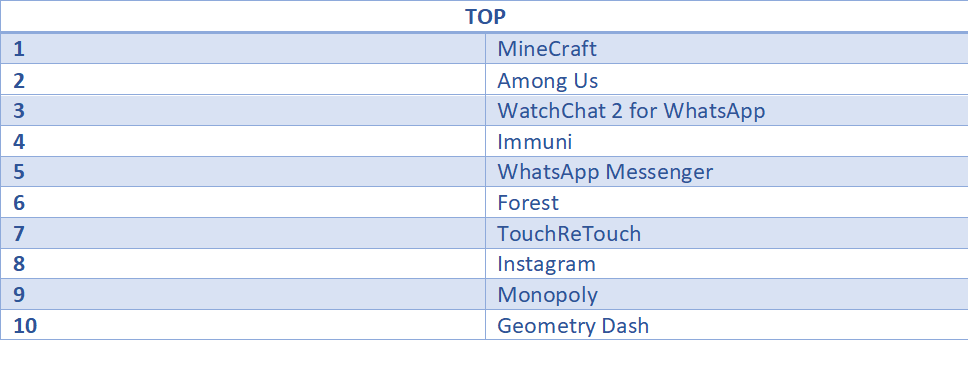 TOP
1 MineCraft
2 Among Us
3 WatchChat 2 for WhatsApp
4 Immuni
5 WhatsApp Messenger
6 Forest
7 TouchReTouch
8 Instagram
9 Monopoly
10 Geometry Dash